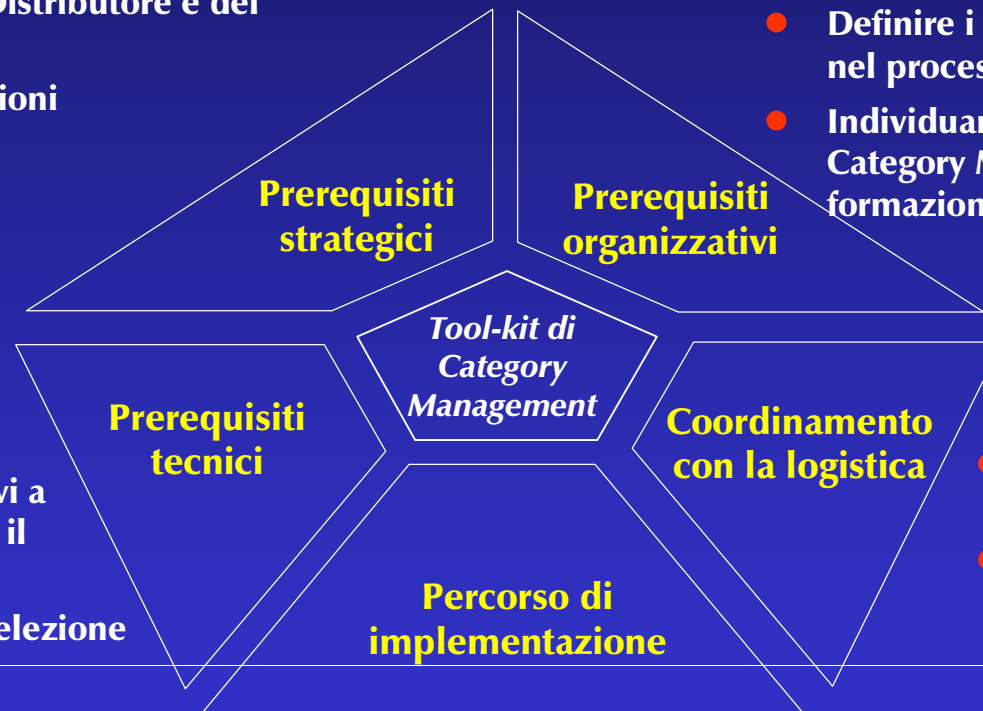 Distributore e dei
ioni
Definire i
nel proces
Individuar
Category M
formazion
Prerequisiti
strategici
Prerequisiti
organizzativi
Tool-kit di
Category
Management
Prerequisiti
tecnici
Coordinamento
con la logistica
vi a
il
elezione
Percorso di
implementazione